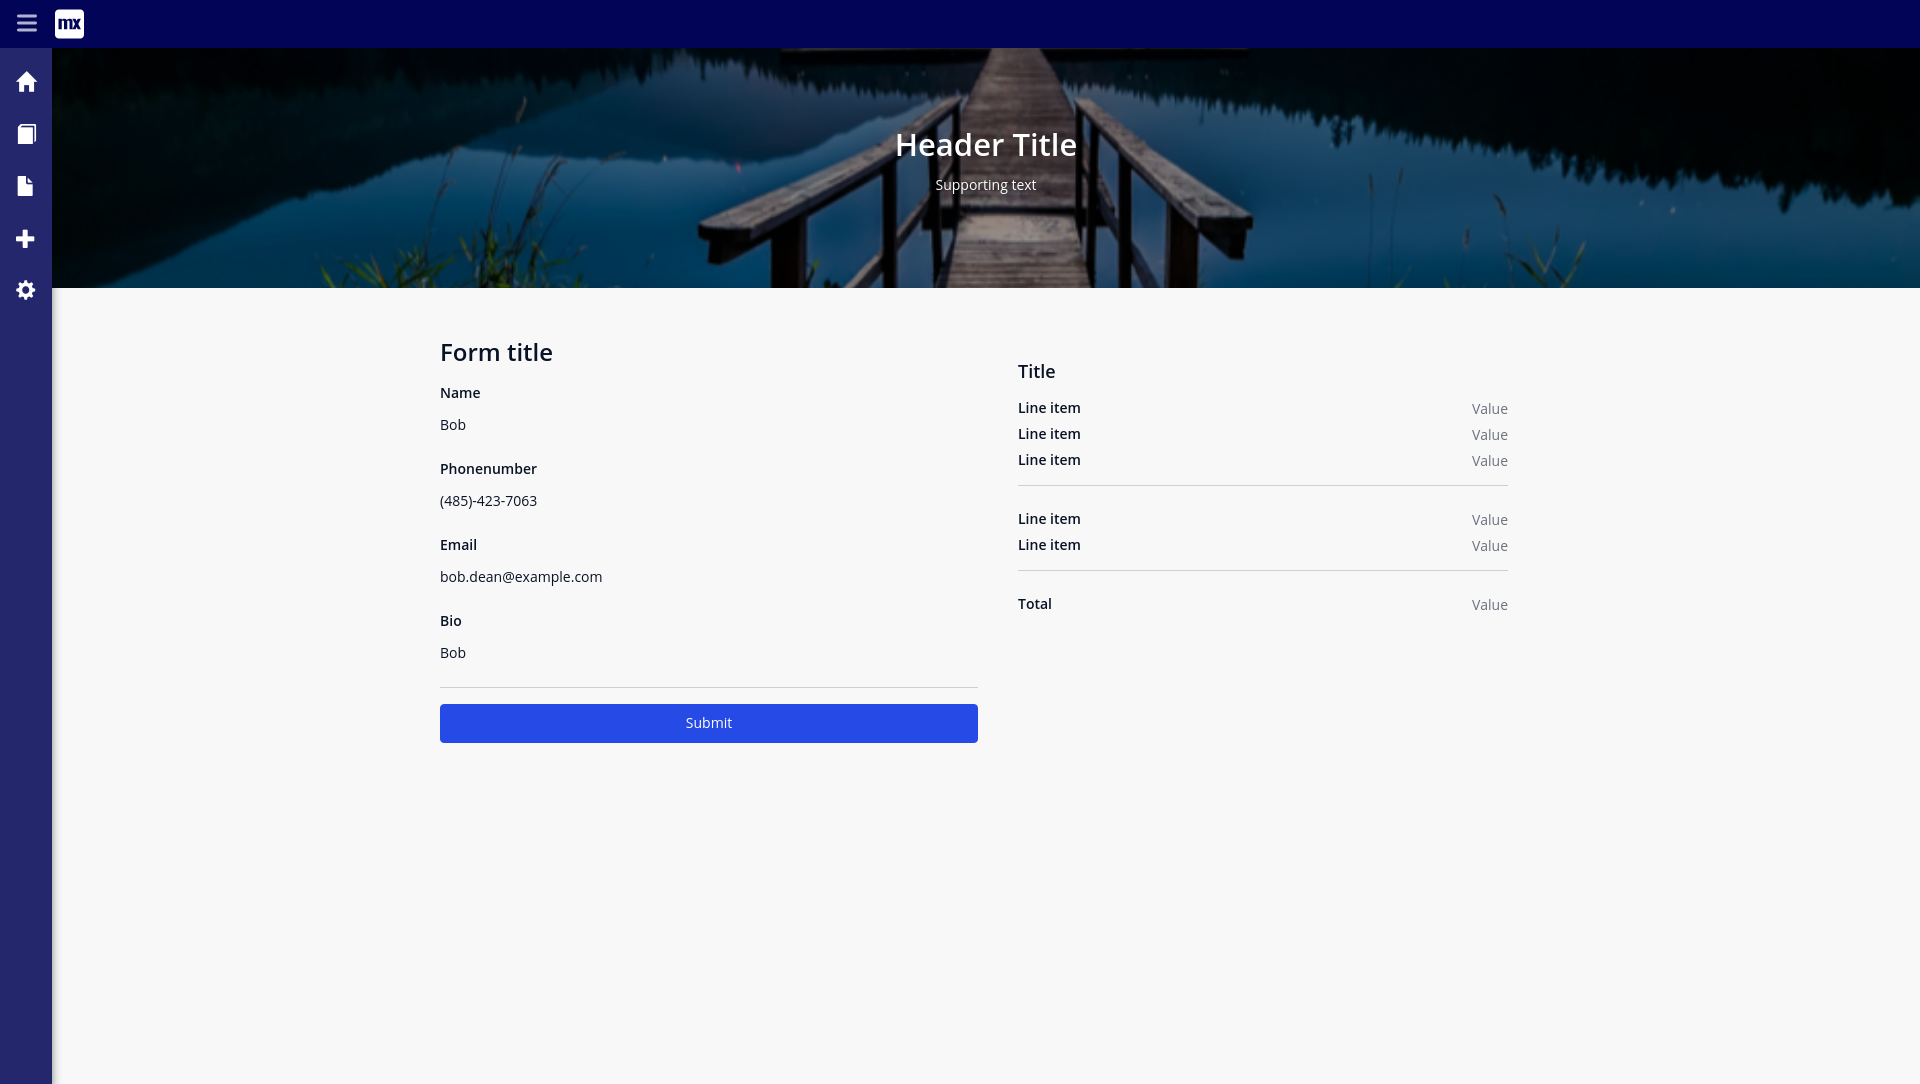 mx
Header Title
Supporting text
Form title
Name
Bob
Phonenumber
(485)-423-7063
Email
bob.dean@example.com
Bio
Bob
Submit
Title
Line item Value
Line item Value
Line item Value
Line item Value
Line item Value
Total Value